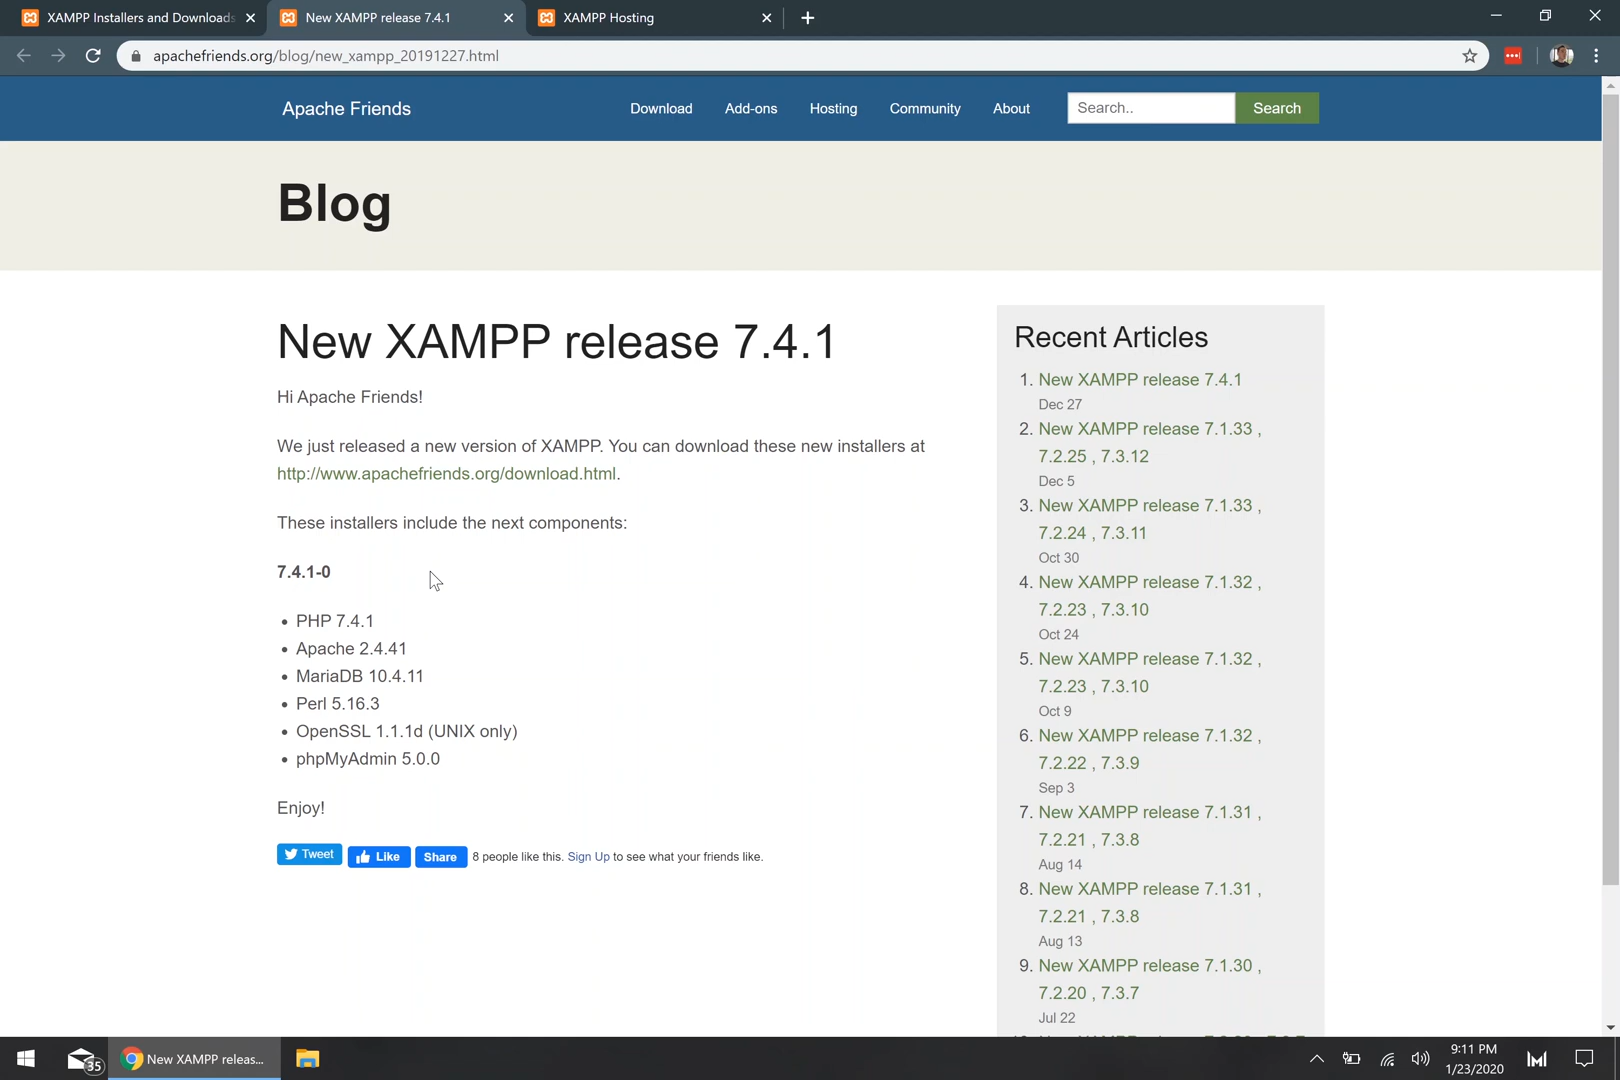 XAMPP Installers and Downloads
New XAMPP release 7.4.1
XAMPP Hosting
apachefriends.org/blog/new_xampp_20191227.html
Apache Friends
Download
Add-ons
Hosting
Community
About
Search..
Search
Blog
New XAMPP release 7.4.1
Hi Apache Friends!
We just released a new version of XAMPP. You can download these new installers at
http://www.apachefriends.org/download.html.
These installers include the next components:
7.4.1-0
• PHP 7.4.1
• Apache 2.4.41
• MariaDB 10.4.11
• Perl 5.16.3
• OpenSSL 1.1.1d (UNIX only)
• phpMyAdmin 5.0.0
Enjoy!
Tweet
Like
Share
8 people like this. Sign Up to see what your friends like.
Recent Articles
1. New XAMPP release 7.4.1
Dec 27
2. New XAMPP release 7.1.33 ,
7.2.25 , 7.3.12
Dec 5
3. New XAMPP release 7.1.33 ,
7.2.24 , 7.3.11
Oct 30
4. New XAMPP release 7.1.32 ,
7.2.23 , 7.3.10
Oct 24
5. New XAMPP release 7.1.32 ,
7.2.23 , 7.3.10
Oct 9
6. New XAMPP release 7.1.32 ,
7.2.22 , 7.3.9
Sep 3
7. New XAMPP release 7.1.31 ,
7.2.21 , 7.3.8
Aug 14
8. New XAMPP release 7.1.31 ,
7.2.21 , 7.3.8
Aug 13
9. New XAMPP release 7.1.30 ,
7.2.20 , 7.3.7
Jul 22
35
New XAMPP releas...
9:11 PM
1/23/2020